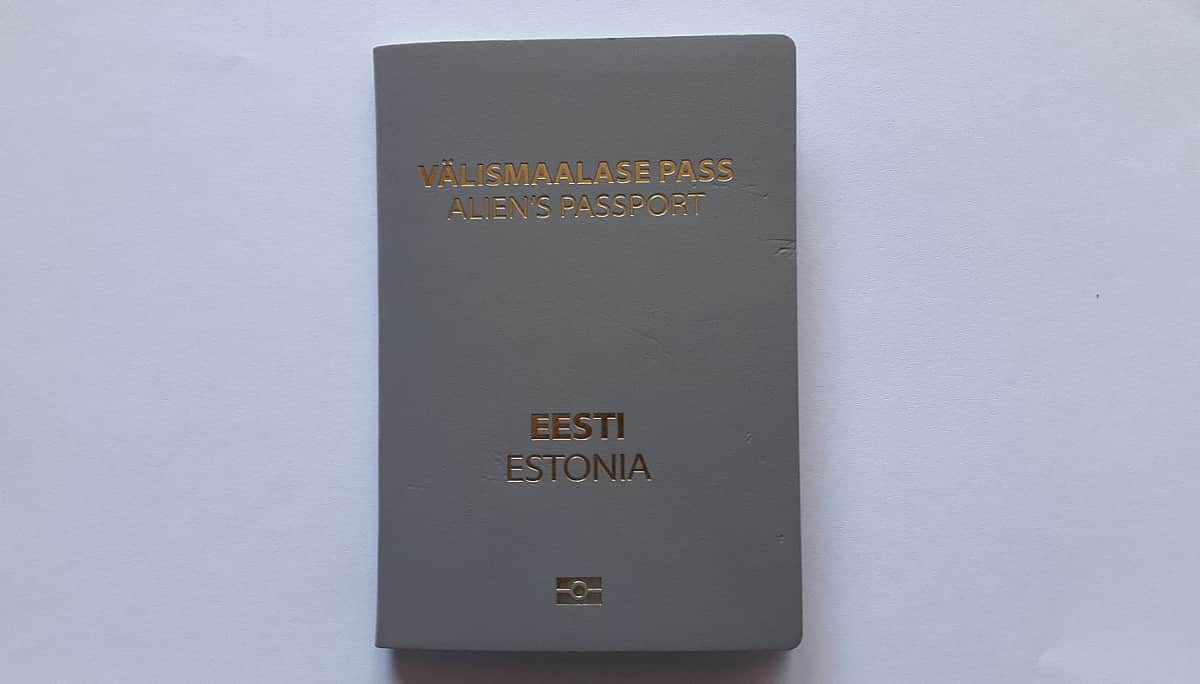 VÄLISMAALASE PASS
ALIEN'S PASSPORT
EESTI
ESTONIA